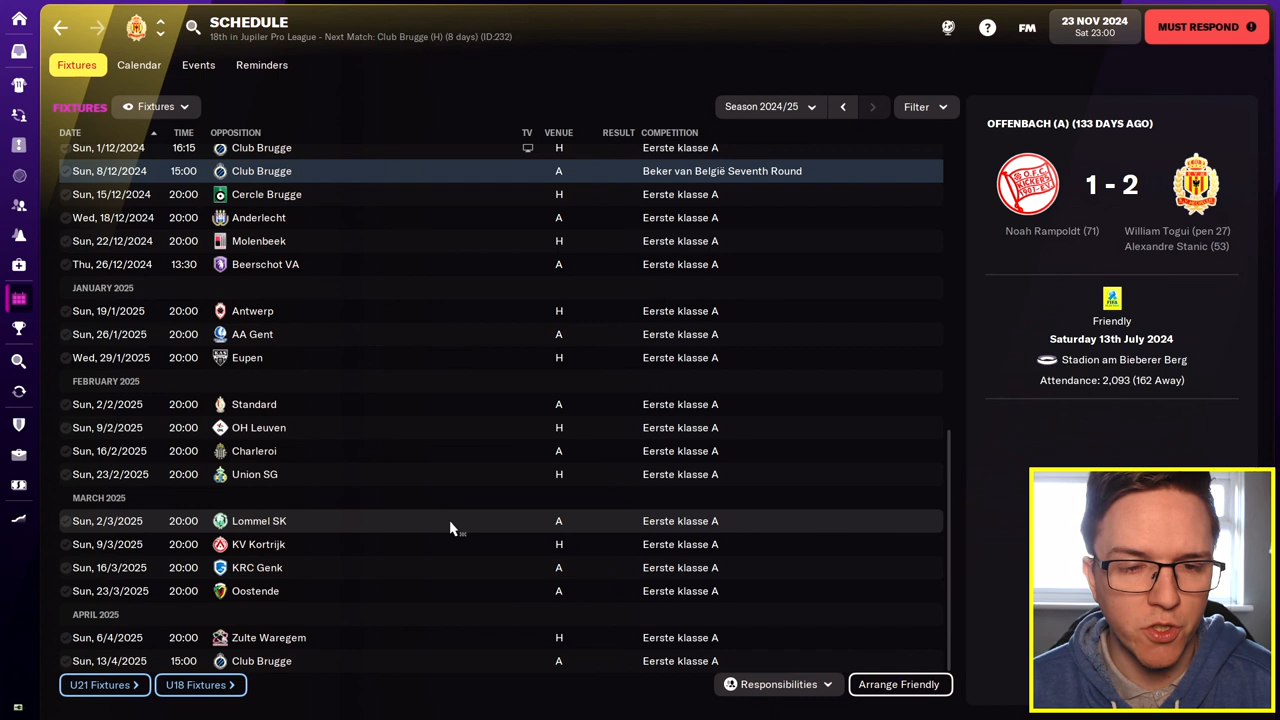 SCHEDULE
18th in Jupiler Pro League - Next Match: Club Brugge (H) (8 days) (ID:232)
FM
23 NOV 2024
Sat 23:00
MUST RESPOND
Fixtures Calendar Events Reminders
FIXTURES Fixtures Season 2024/25 Filter
DATE TIME OPPOSITION TV VENUE RESULT COMPETITION
Sun, 1/12/2024 16:15 Club Brugge H Eerste klasse A
Sun, 8/12/2024 15:00 Club Brugge A Beker van België Seventh Round
Sun, 15/12/2024 20:00 Cercle Brugge H Eerste klasse A
Wed, 18/12/2024 20:00 Anderlecht A Eerste klasse A
Sun, 22/12/2024 20:00 Molenbeek H Eerste klasse A
Thu, 26/12/2024 13:30 Beerschot VA A Eerste klasse A
JANUARY 2025
Sun, 19/1/2025 20:00 Antwerp H Eerste klasse A
Sun, 26/1/2025 20:00 AA Gent A Eerste klasse A
Wed, 29/1/2025 20:00 Eupen H Eerste klasse A
FEBRUARY 2025
Sun, 2/2/2025 20:00 Standard A Eerste klasse A
Sun, 9/2/2025 20:00 OH Leuven H Eerste klasse A
Sun, 16/2/2025 20:00 Charleroi A Eerste klasse A
Sun, 23/2/2025 20:00 Union SG H Eerste klasse A
MARCH 2025
Sun, 2/3/2025 20:00 Lommel SK A Eerste klasse A
Sun, 9/3/2025 20:00 KV Kortrijk H Eerste klasse A
Sun, 16/3/2025 20:00 KRC Genk A Eerste klasse A
Sun, 23/3/2025 20:00 Oostende A Eerste klasse A
APRIL 2025
Sun, 6/4/2025 20:00 Zulte Waregem H Eerste klasse A
Sun, 13/4/2025 15:00 Club Brugge A Eerste klasse A
U21 Fixtures U18 Fixtures Responsibilities Arrange Friendly
OFFENBACH (A) (133 DAYS AGO)
1 - 2
Noah Rampoldt (71) William Togui (pen 27)
Alexandre Stanic (53)
Friendly
Saturday 13th July 2024
Stadion am Bieberer Berg
Attendance: 2,093 (162 Away)